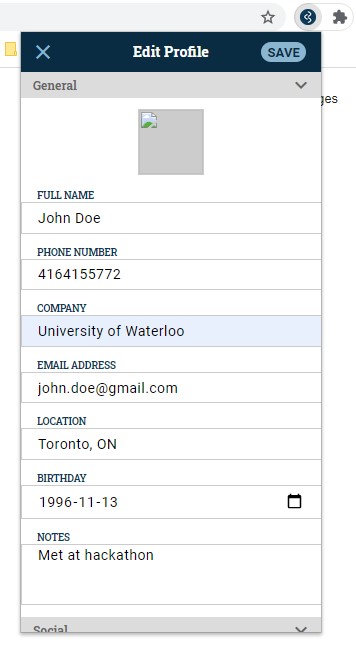 Edit Profile
SAVE
General
ges
FULL NAME
John Doe
PHONE NUMBER
4164155772
COMPANY
University of Waterloo
EMAIL ADDRESS
john.doe@gmail.com
LOCATION
Toronto, ON
BIRTHDAY
1996-11-13
NOTES
Met at hackathon
Social